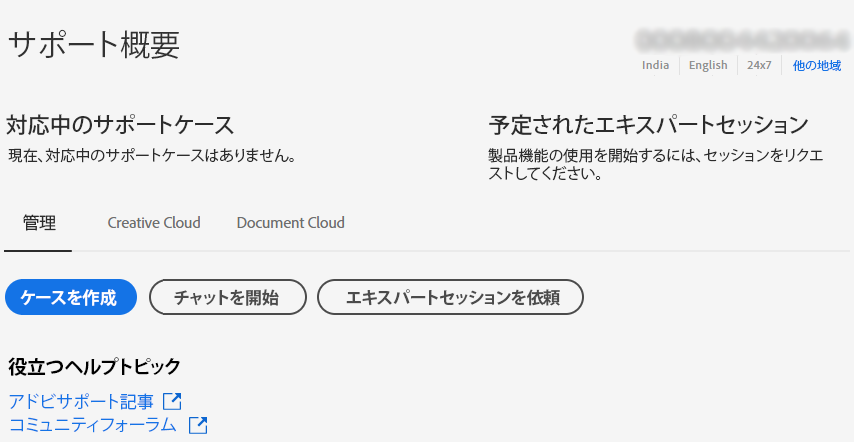 サポート概要
India English 24x7 他の地域
対応中のサポートケース
現在、対応中のサポートケースはありません。
予定されたエキスパートセッション
製品機能の使用を開始するには、セッションをリクエ
ストしてください。
管理 Creative Cloud Document Cloud
ケースを作成 チャットを開始 エキスパートセッションを依頼
役立つヘルプトピック
アドビサポート記事
コミュニティフォーラム